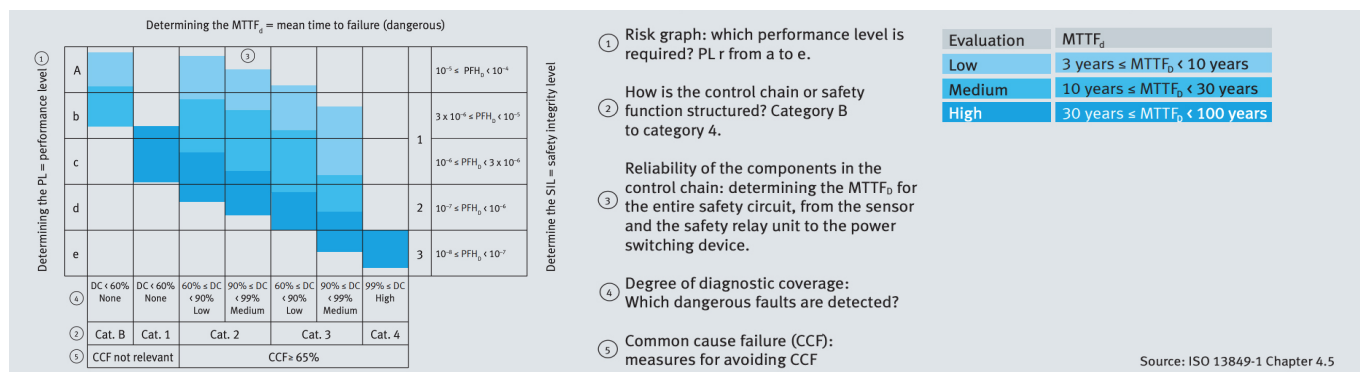 Determining the MTTFd = mean time to failure (dangerous)
Determining the PL = performance level ①
A
b
c
d
e
③
1
2
3
10⁻⁵ ≤ PFHD < 10⁻⁴
3 x 10⁻⁶ ≤ PFHD < 10⁻⁵
10⁻⁶ ≤ PFHD < 3 x 10⁻⁶
10⁻⁷ ≤ PFHD < 10⁻⁶
10⁻⁸ ≤ PFHD < 10⁻⁷
Determine the SIL = safety integrity level
④
DC < 60%
None
DC < 60%
None
60% ≤ DC
< 90%
Low
90% ≤ DC
< 99%
Medium
60% ≤ DC
< 90%
Low
90% ≤ DC
< 99%
Medium
99% ≤ DC
High
② Cat. B Cat. 1 Cat. 2 Cat. 3 Cat. 4
⑤ CCF not relevant CCF ≥ 65%
① Risk graph: which performance level is
required? PL r from a to e.
How is the control chain or safety
② function structured? Category B
to category 4.
Reliability of the components in the
control chain: determining the MTTFD for
③ the entire safety circuit, from the sensor
and the safety relay unit to the power
switching device.
④ Degree of diagnostic coverage:
Which dangerous faults are detected?
⑤ Common cause failure (CCF):
measures for avoiding CCF
Evaluation MTTFd
Low 3 years ≤ MTTFD < 10 years
Medium 10 years ≤ MTTFD < 30 years
High 30 years ≤ MTTFD < 100 years
Source: ISO 13849-1 Chapter 4.5